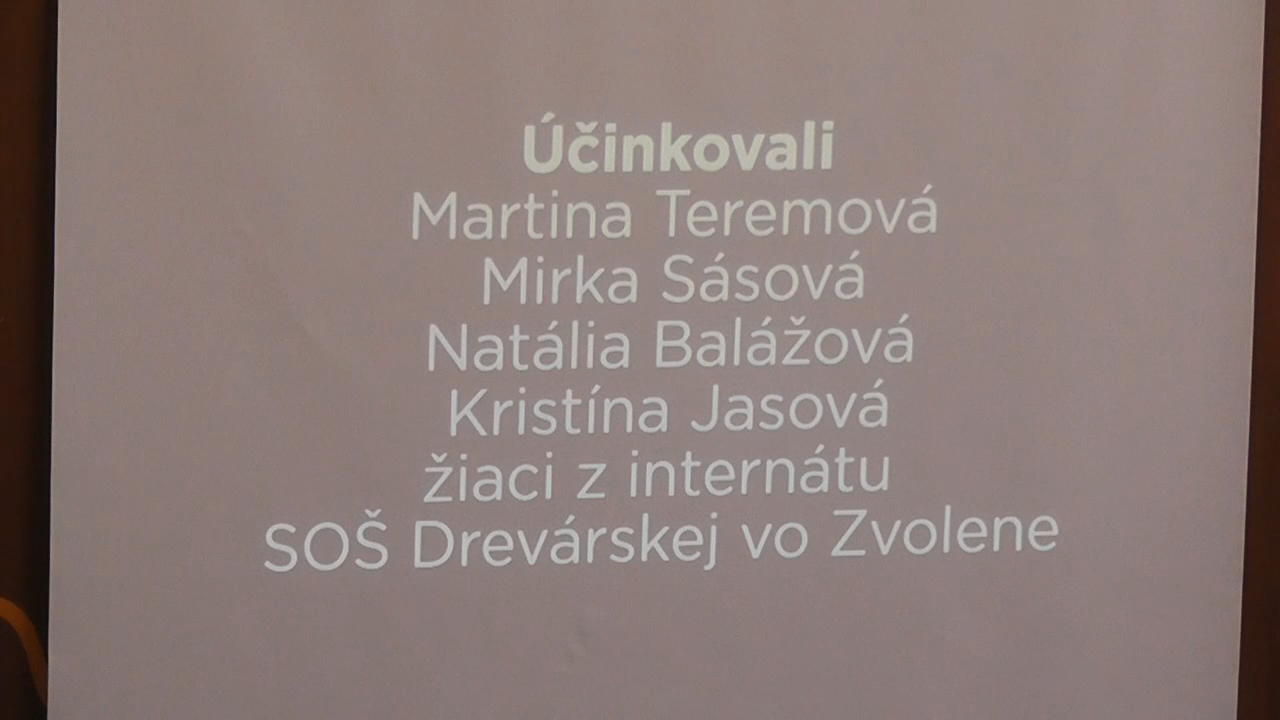 Účinkovali
Martina Teremová
Mirka Sásová
Natália Balážová
Kristína Jasová
žiaci z internátu
SOŠ Drevárskej vo Zvolene